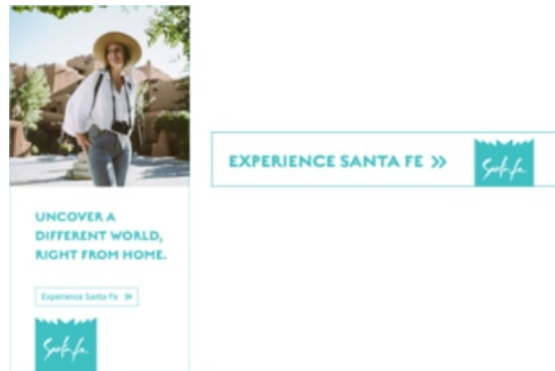 UNCOVER A
DIFFERENT WORLD,
RIGHT FROM HOME.
Experience Santa Fe »
Santa Fe
EXPERIENCE SANTA FE »
Santa Fe